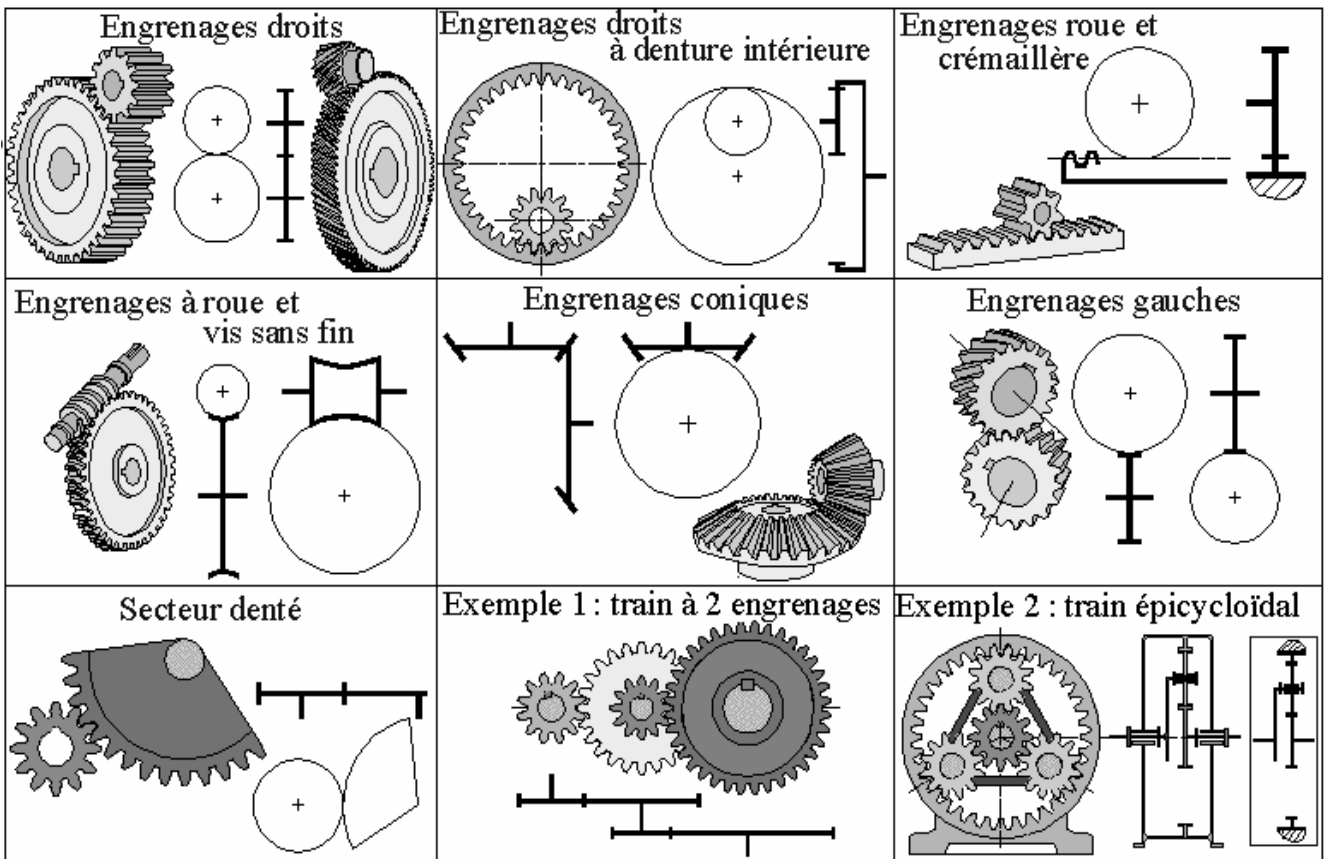 Engrenages droits
Engrenages droits
à denture intérieure
Engrenages roue et
crémaillère
Engrenages à roue et
vis sans fin
Engrenages coniques
Engrenages gauches
Secteur denté
Exemple 1 : train à 2 engrenages
Exemple 2 : train épicycloïdal